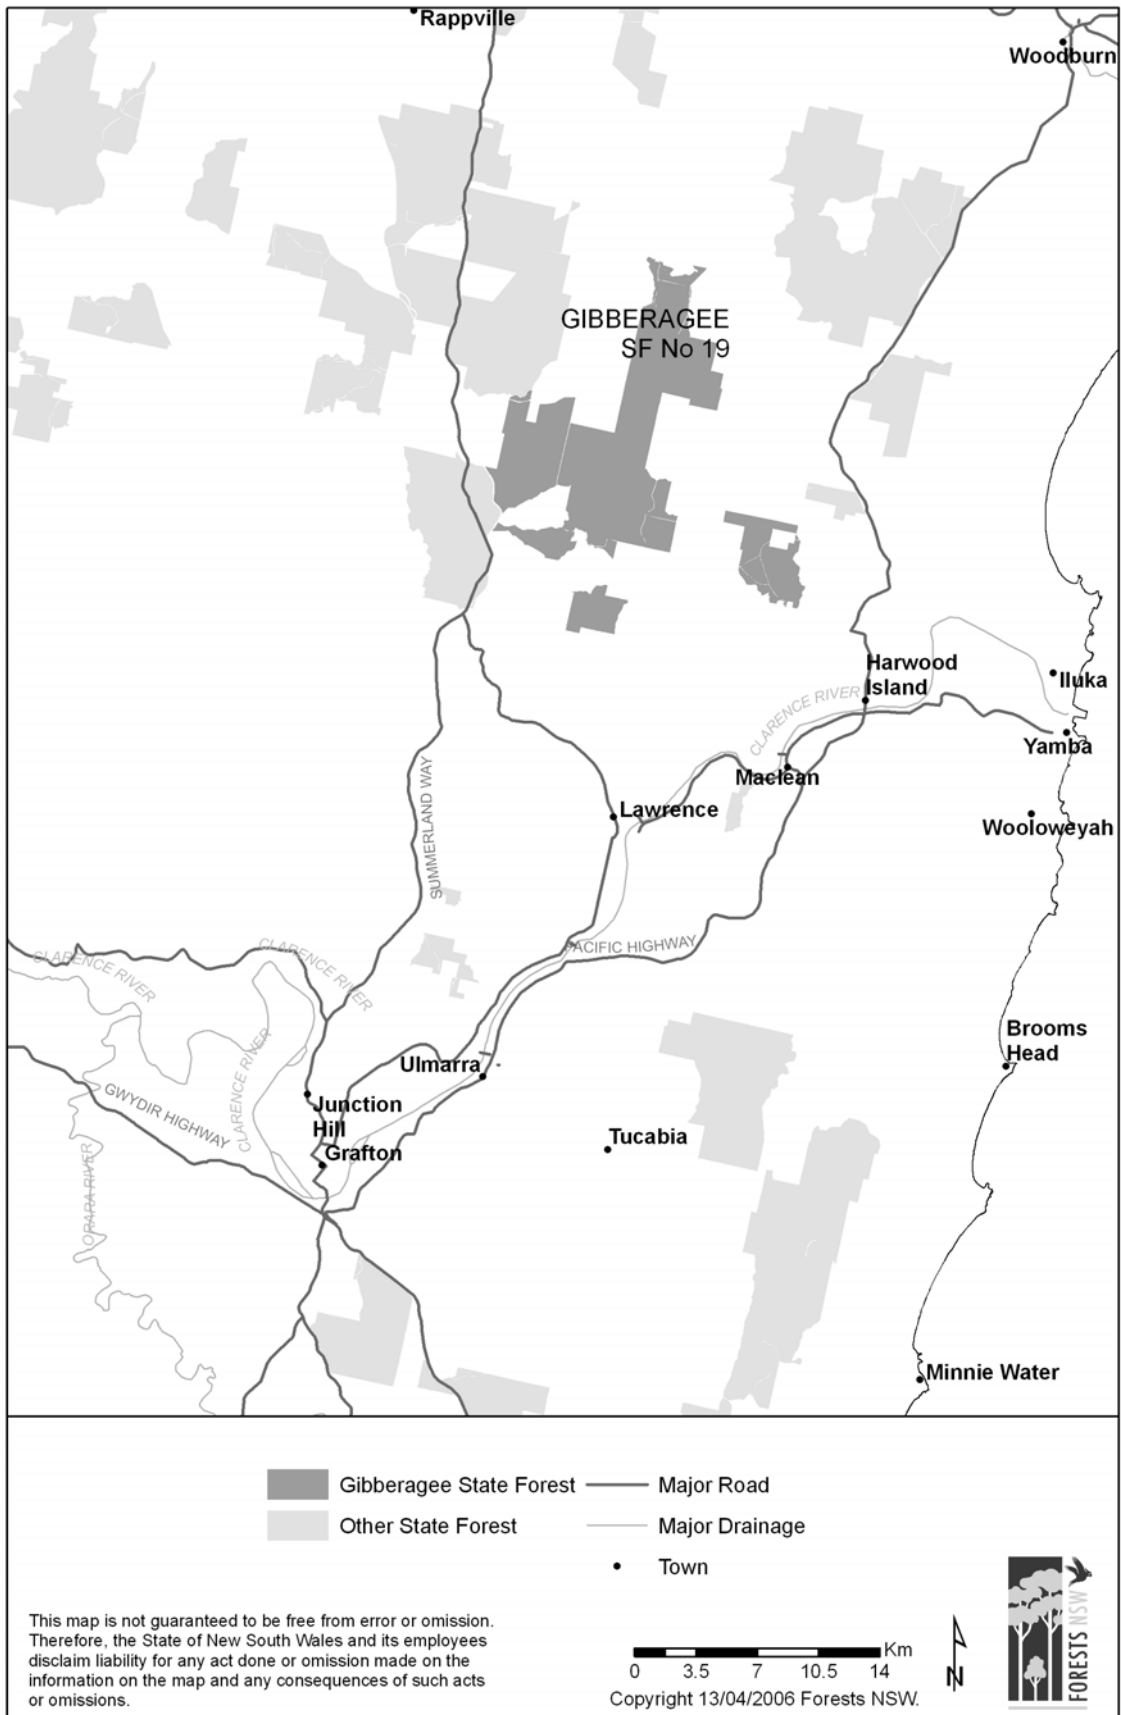 Rappville
Woodburn
GIBBERAGEE
SF No 19
Harwood
Island
CLARENCE RIVER
Iluka
Yamba
Maclean
Lawrence
Wooloweyah
SUMMERLAND WAY
PACIFIC HIGHWAY
CLARENCE RIVER
CLARENCE RIVER
CLARENCE RIVER
Brooms
Head
Ulmarra
GWYDIR HIGHWAY
Junction
Hill
Grafton
Tucabia
ORARA RIVER
Minnie Water
Gibberagee State Forest
Major Road
Other State Forest
Major Drainage
Town
This map is not guaranteed to be free from error or omission.
Therefore, the State of New South Wales and its employees
disclaim liability for any act done or omission made on the
information on the map and any consequences of such acts
or omissions.
Km
0 3.5 7 10.5 14
Copyright 13/04/2006 Forests NSW.
N
FORESTS NSW